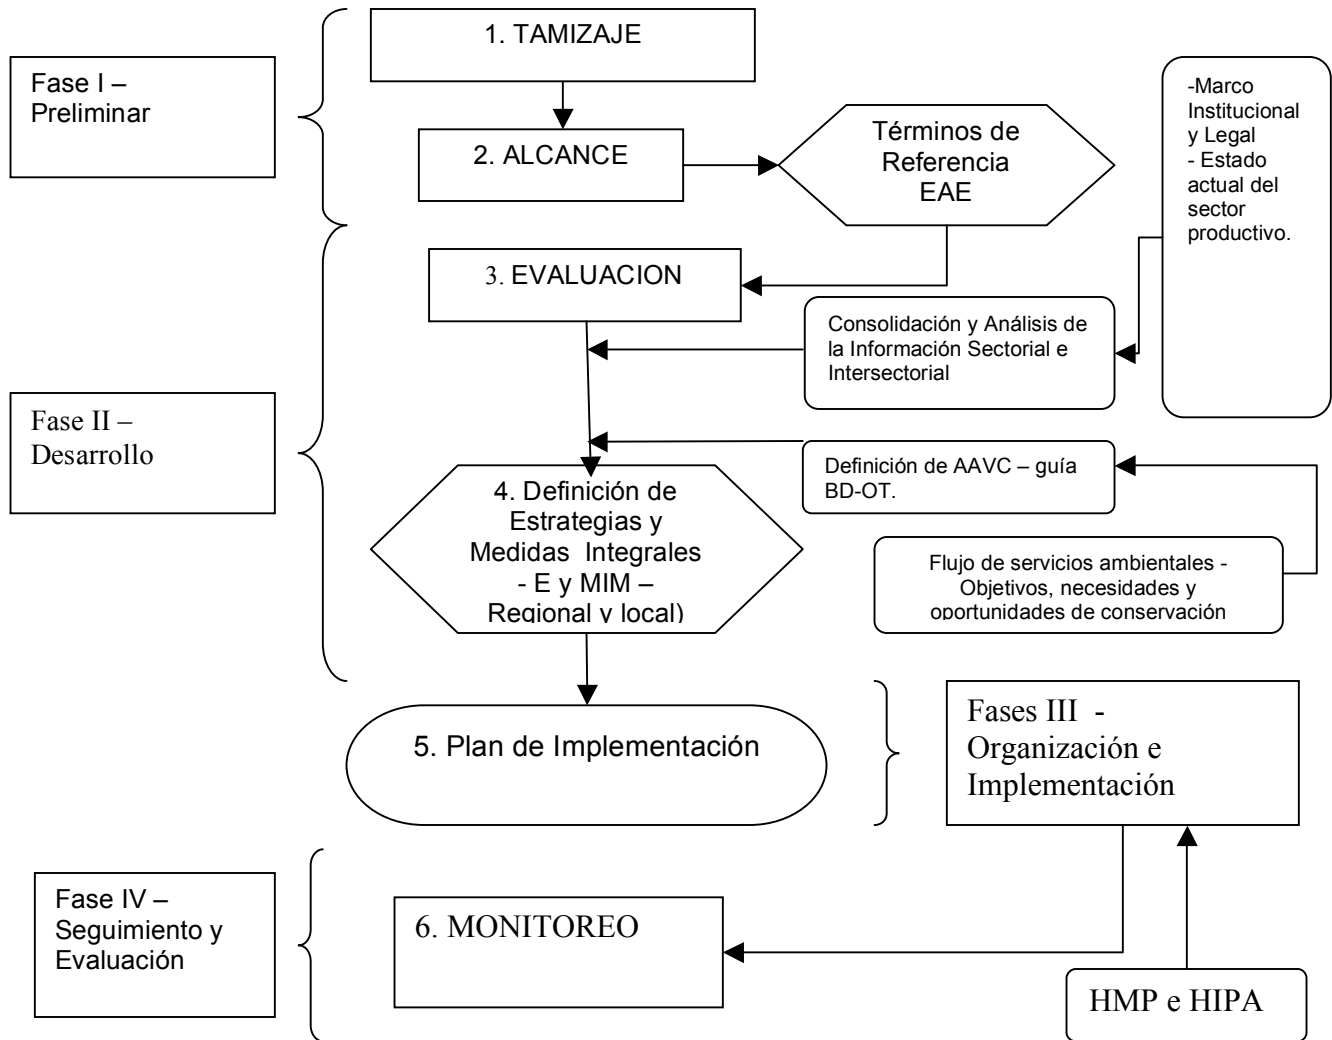 1. TAMIZAJE
Fase I –
Preliminar
2. ALCANCE
Términos de
Referencia
EAE
-Marco
Institucional
y Legal
- Estado
actual del
sector
productivo.
3. EVALUACION
Consolidación y Análisis de
la Información Sectorial e
Intersectorial
Fase II –
Desarrollo
Definición de AAVC – guía
BD-OT.
4. Definición de
Estrategias y
Medidas Integrales
- E y MIM –
Regional y local)
Flujo de servicios ambientales -
Objetivos, necesidades y
oportunidades de conservación
5. Plan de Implementación
Fases III -
Organización e
Implementación
Fase IV –
Seguimiento y
Evaluación
6. MONITOREO
HMP e HIPA